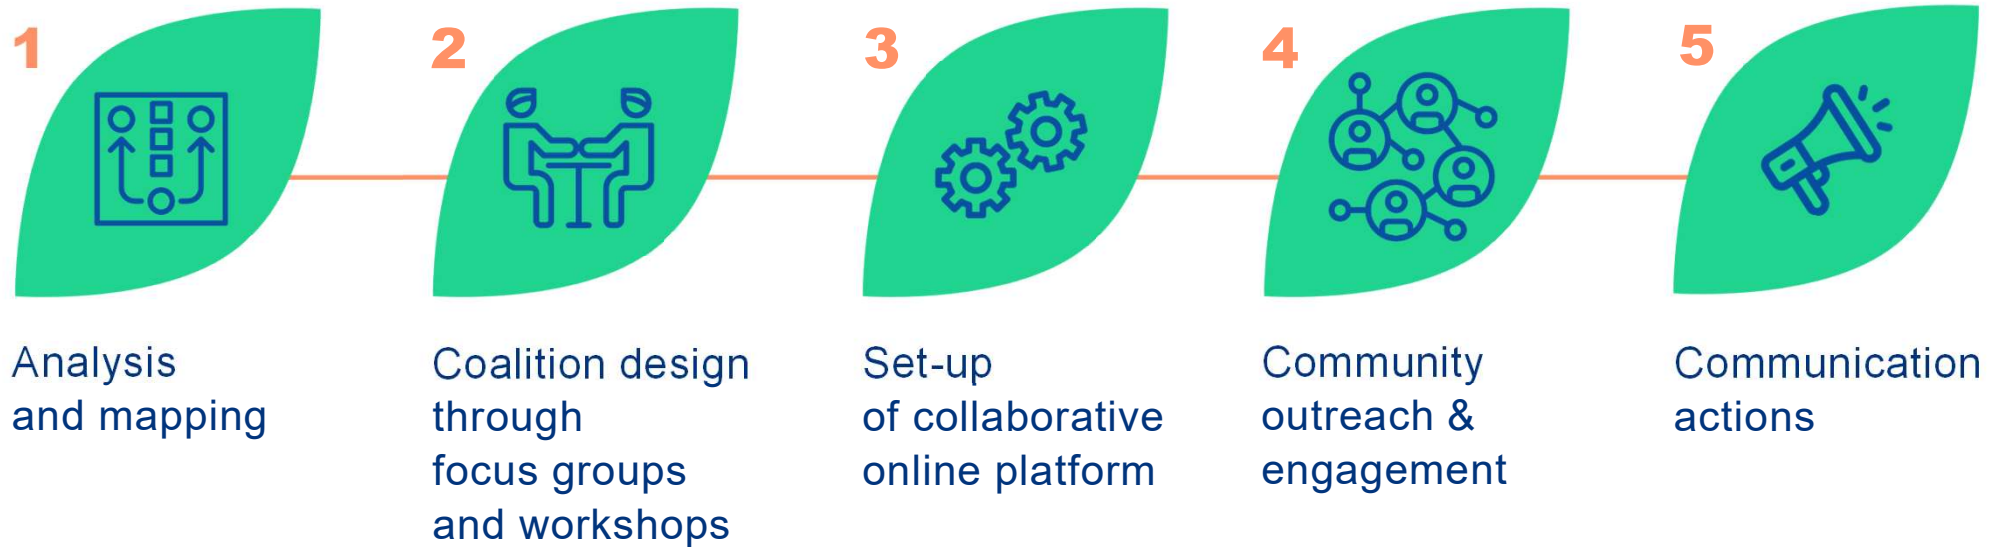 1
Analysis
and mapping
2
Coalition design
through
focus groups
and workshops
3
Set-up
of collaborative
online platform
4
Community
outreach &
engagement
5
Communication
actions